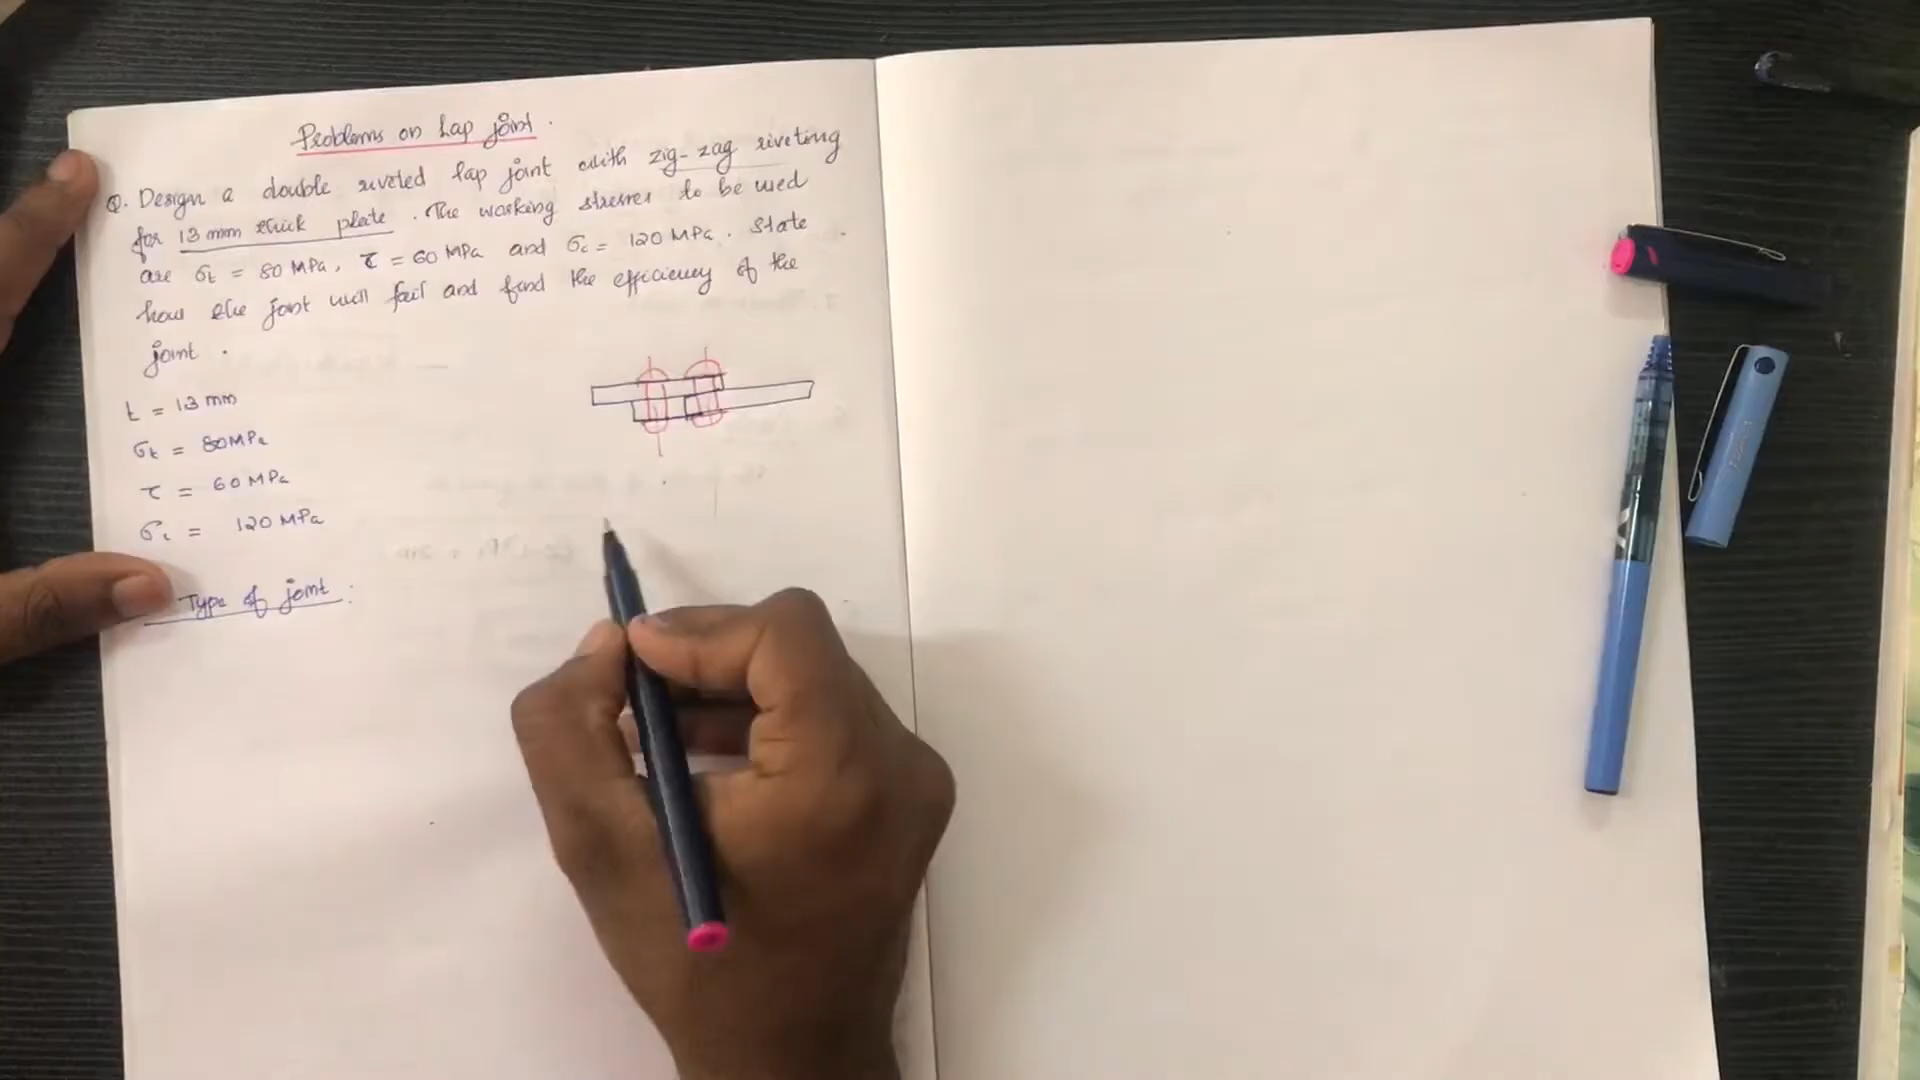 Problems on Lap joint.
Q. Design a double riveted lap joint with zig-zag riveting
for 13 mm thick plate. The working stresses to be used
are σt = 80 MPa, τ = 60 MPa and σc = 120 MPa. State
how the joint will fail and find the efficiency of the
joint.
t = 13 mm
σt = 80 MPa
τ = 60 MPa
σc = 120 MPa
Type of joint: